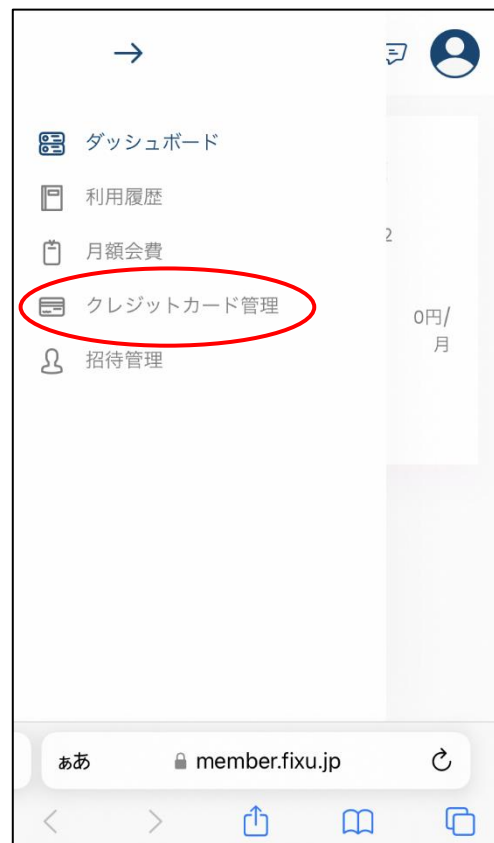 ダッシュボード
利用履歴
月額会費
2
クレジットカード管理
0円/
月
招待管理
ぁあ
member.fixu.jp